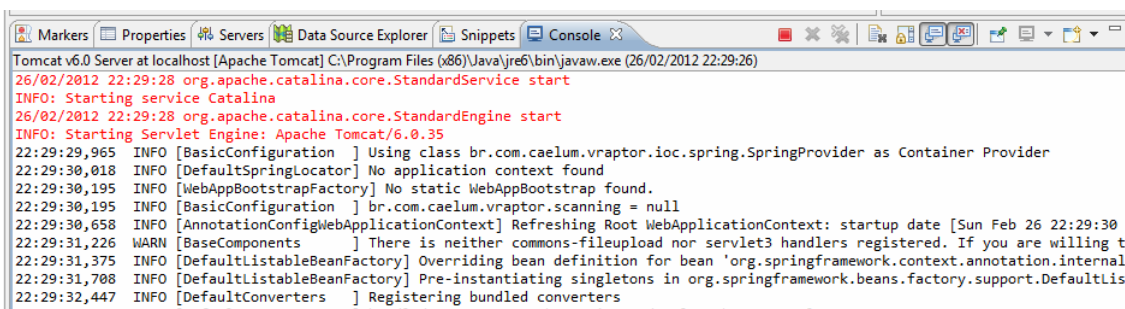 Markers Properties Servers Data Source Explorer Snippets Console
Tomcat v6.0 Server at localhost [Apache Tomcat] C:\Program Files (x86)\Java\jre6\bin\javaw.exe (26/02/2012 22:29:26)
26/02/2012 22:29:28 org.apache.catalina.core.StandardService start
INFO: Starting service Catalina
26/02/2012 22:29:28 org.apache.catalina.core.StandardEngine start
INFO: Starting Servlet Engine: Apache Tomcat/6.0.35
22:29:29,965  INFO [BasicConfiguration  ] Using class br.com.caelum.vraptor.ioc.spring.SpringProvider as Container Provider
22:29:30,018  INFO [DefaultSpringLocator] No application context found
22:29:30,195  INFO [WebAppBootstrapFactory] No static WebAppBootstrap found.
22:29:30,195  INFO [BasicConfiguration  ] br.com.caelum.vraptor.scanning = null
22:29:30,658  INFO [AnnotationConfigWebApplicationContext] Refreshing Root WebApplicationContext: startup date [Sun Feb 26 22:29:30
22:29:31,226  WARN [BaseComponents      ] There is neither commons-fileupload nor servlet3 handlers registered. If you are willing t
22:29:31,375  INFO [DefaultListableBeanFactory] Overriding bean definition for bean 'org.springframework.context.annotation.internal
22:29:31,708  INFO [DefaultListableBeanFactory] Pre-instantiating singletons in org.springframework.beans.factory.support.DefaultLis
22:29:32,447  INFO [DefaultConverters   ] Registering bundled converters